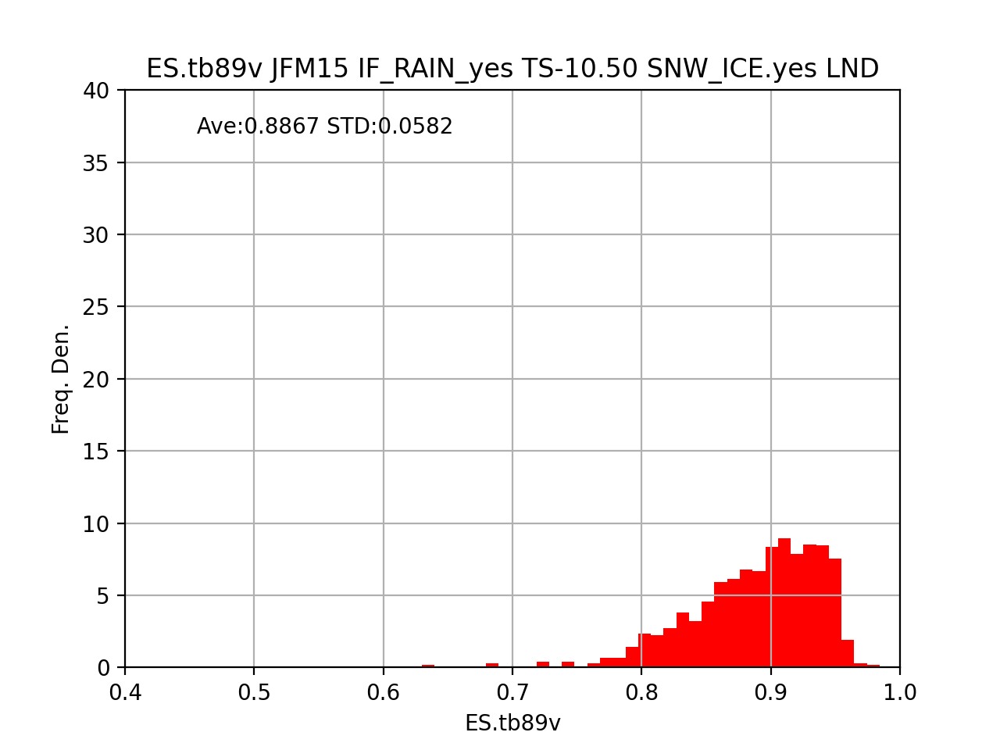 ES.tb89v JFM15 IF_RAIN_yes TS-10.50 SNW_ICE.yes LND
Ave:0.8867 STD:0.0582
40
35
30
25
20
15
10
5
0
Freq. Den.
0.4 0.5 0.6 0.7 0.8 0.9 1.0
ES.tb89v